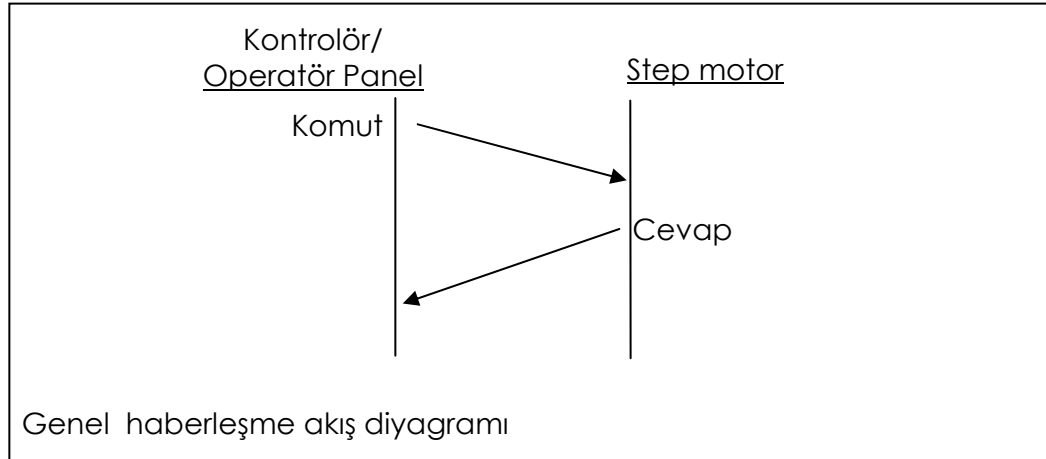 Kontrolör/
Operatör Panel
Step motor
Komut
Cevap
Genel haberleşme akış diyagramı